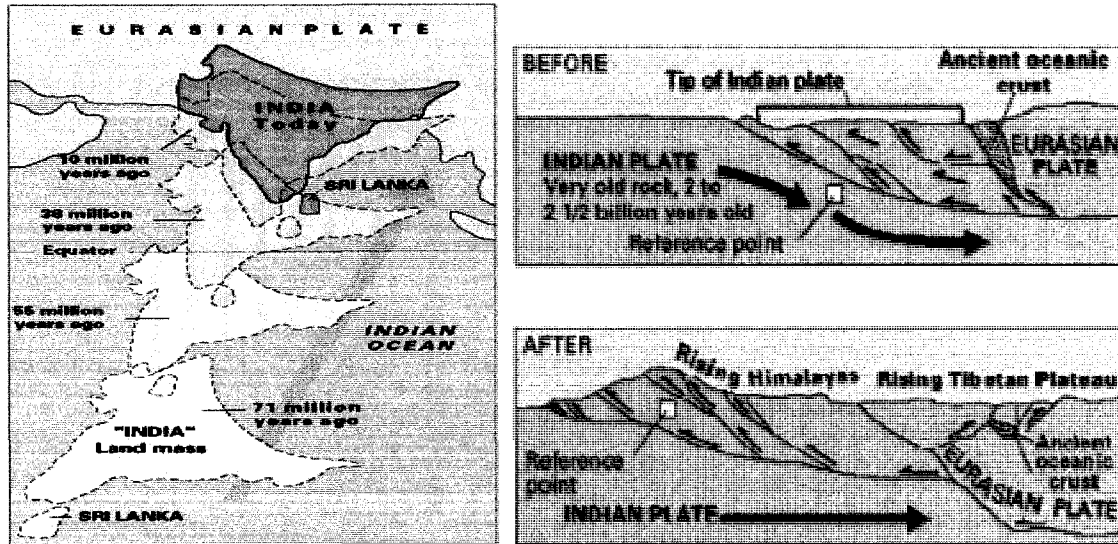 EURASIAN PLATE
INDIA
Today
10 million
years ago
SRI LANKA
38 million
years ago
Equator
55 million
years ago
INDIAN
OCEAN
71 million
years ago
"INDIA"
Land mass
SRI LANKA
BEFORE
Tip of Indian plate
Ancient oceanic
crust
EURASIAN
PLATE
INDIAN PLATE
Very old rock, 2 to
2 1/2 billion years old
Reference point
AFTER
Rising Himalayas
Rising Tibetan Plateau
Reference
point
Ancient
oceanic
crust
EURASIAN PLATE
INDIAN PLATE